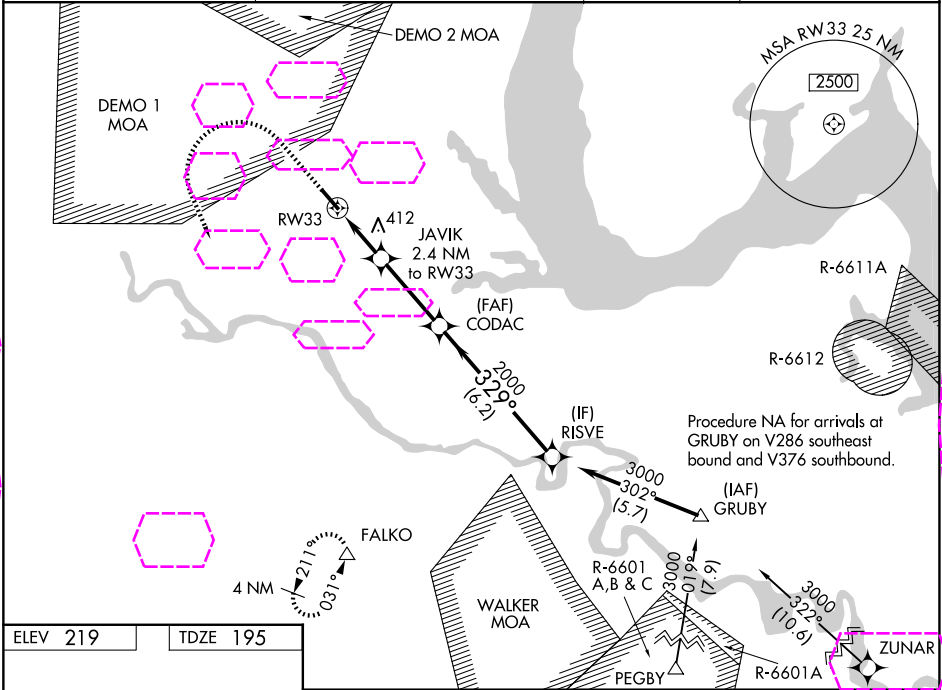 DEMO 2 MOA
MSA RW33 25 NM
2500
DEMO 1
MOA
RW33
412
JAVIK
2.4 NM
to RW33
R-6611A
(FAF)
CODAC
R-6612
2000
329°
(6.2)
(IF)
RISVE
Procedure NA for arrivals at
GRUBY on V286 southeast
bound and V376 southbound.
3000
302°
(5.7)
(IAF)
GRUBY
FALKO
211°
031°
4 NM
R-6601
A,B & C
3000
019°
(7.9)
WALKER
MOA
3000
322°
(10.6)
ELEV 219
TDZE 195
ZUNAR
PEGBY
R-6601A